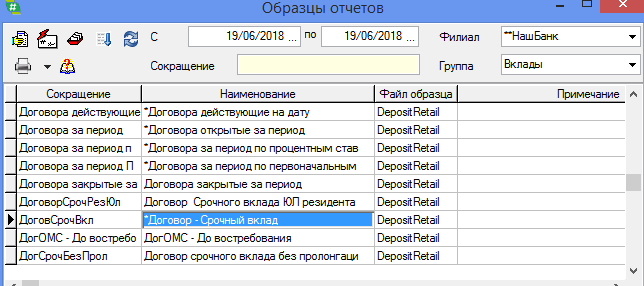 Образцы отчетов
С 19/06/2018 ... по 19/06/2018 ... Филиал **НашБанк
Сокращение Группа Вклады
Сокращение Наименование Файл образца Примечание
Договора действующие *Договора действующие на дату DepositRetail
Договора за период *Договора открытые за период DepositRetail
Договора за период п *Договора за период по процентным став DepositRetail
Договора за период П *Договора за период по первоначальным DepositRetail
Договора закрытые за Договора закрытые за период DepositRetail
ДоговорСрочРезЮл Договор Срочного вклада ЮЛ резидента DepositRetail
ДоговСрочВкл *Договор - Срочный вклад DepositRetail
ДогОМС - До востребо ДогОМС - До востребования DepositRetail
ДогСрочБезПрол Договор срочного вклада без пролонгаци DepositRetail